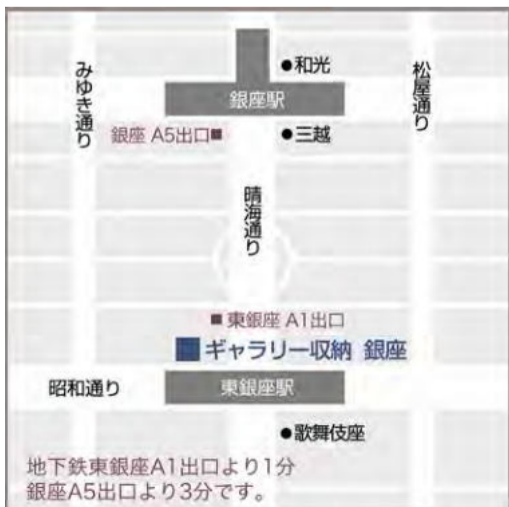 ●和光
みゆき通り
松屋通り
銀座駅
銀座 A5出口■
●三越
晴海通り
■東銀座 A1出口
■ギャラリー収納 銀座
昭和通り
東銀座駅
●歌舞伎座
地下鉄東銀座A1出口より1分
銀座A5出口より3分です。